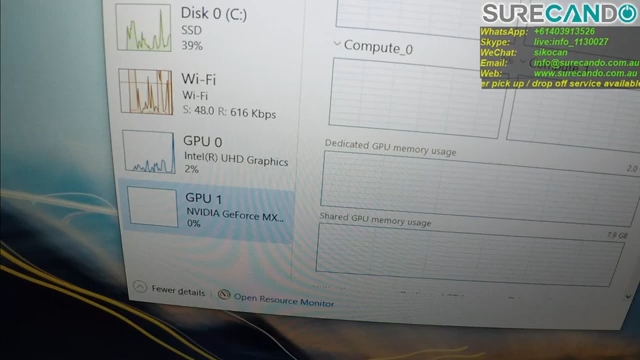 Disk 0 (C:)
SSD
39%
Wi-Fi
Wi-Fi
S: 48.0 R: 616 Kbps
GPU 0
Intel(R) UHD Graphics
2%
GPU 1
NVIDIA GeForce MX...
0%
Fewer details
Open Resource Monitor
Compute_0
Dedicated GPU memory usage
2.0
Shared GPU memory usage
7.9 GB
SURECANDO
WhatsApp: +61403913526
Skype: live:info_1130027
WeChat: sikocan
Email: info@surecando.com.au
Web: www.surecando.com.au
er pick up / drop off service available